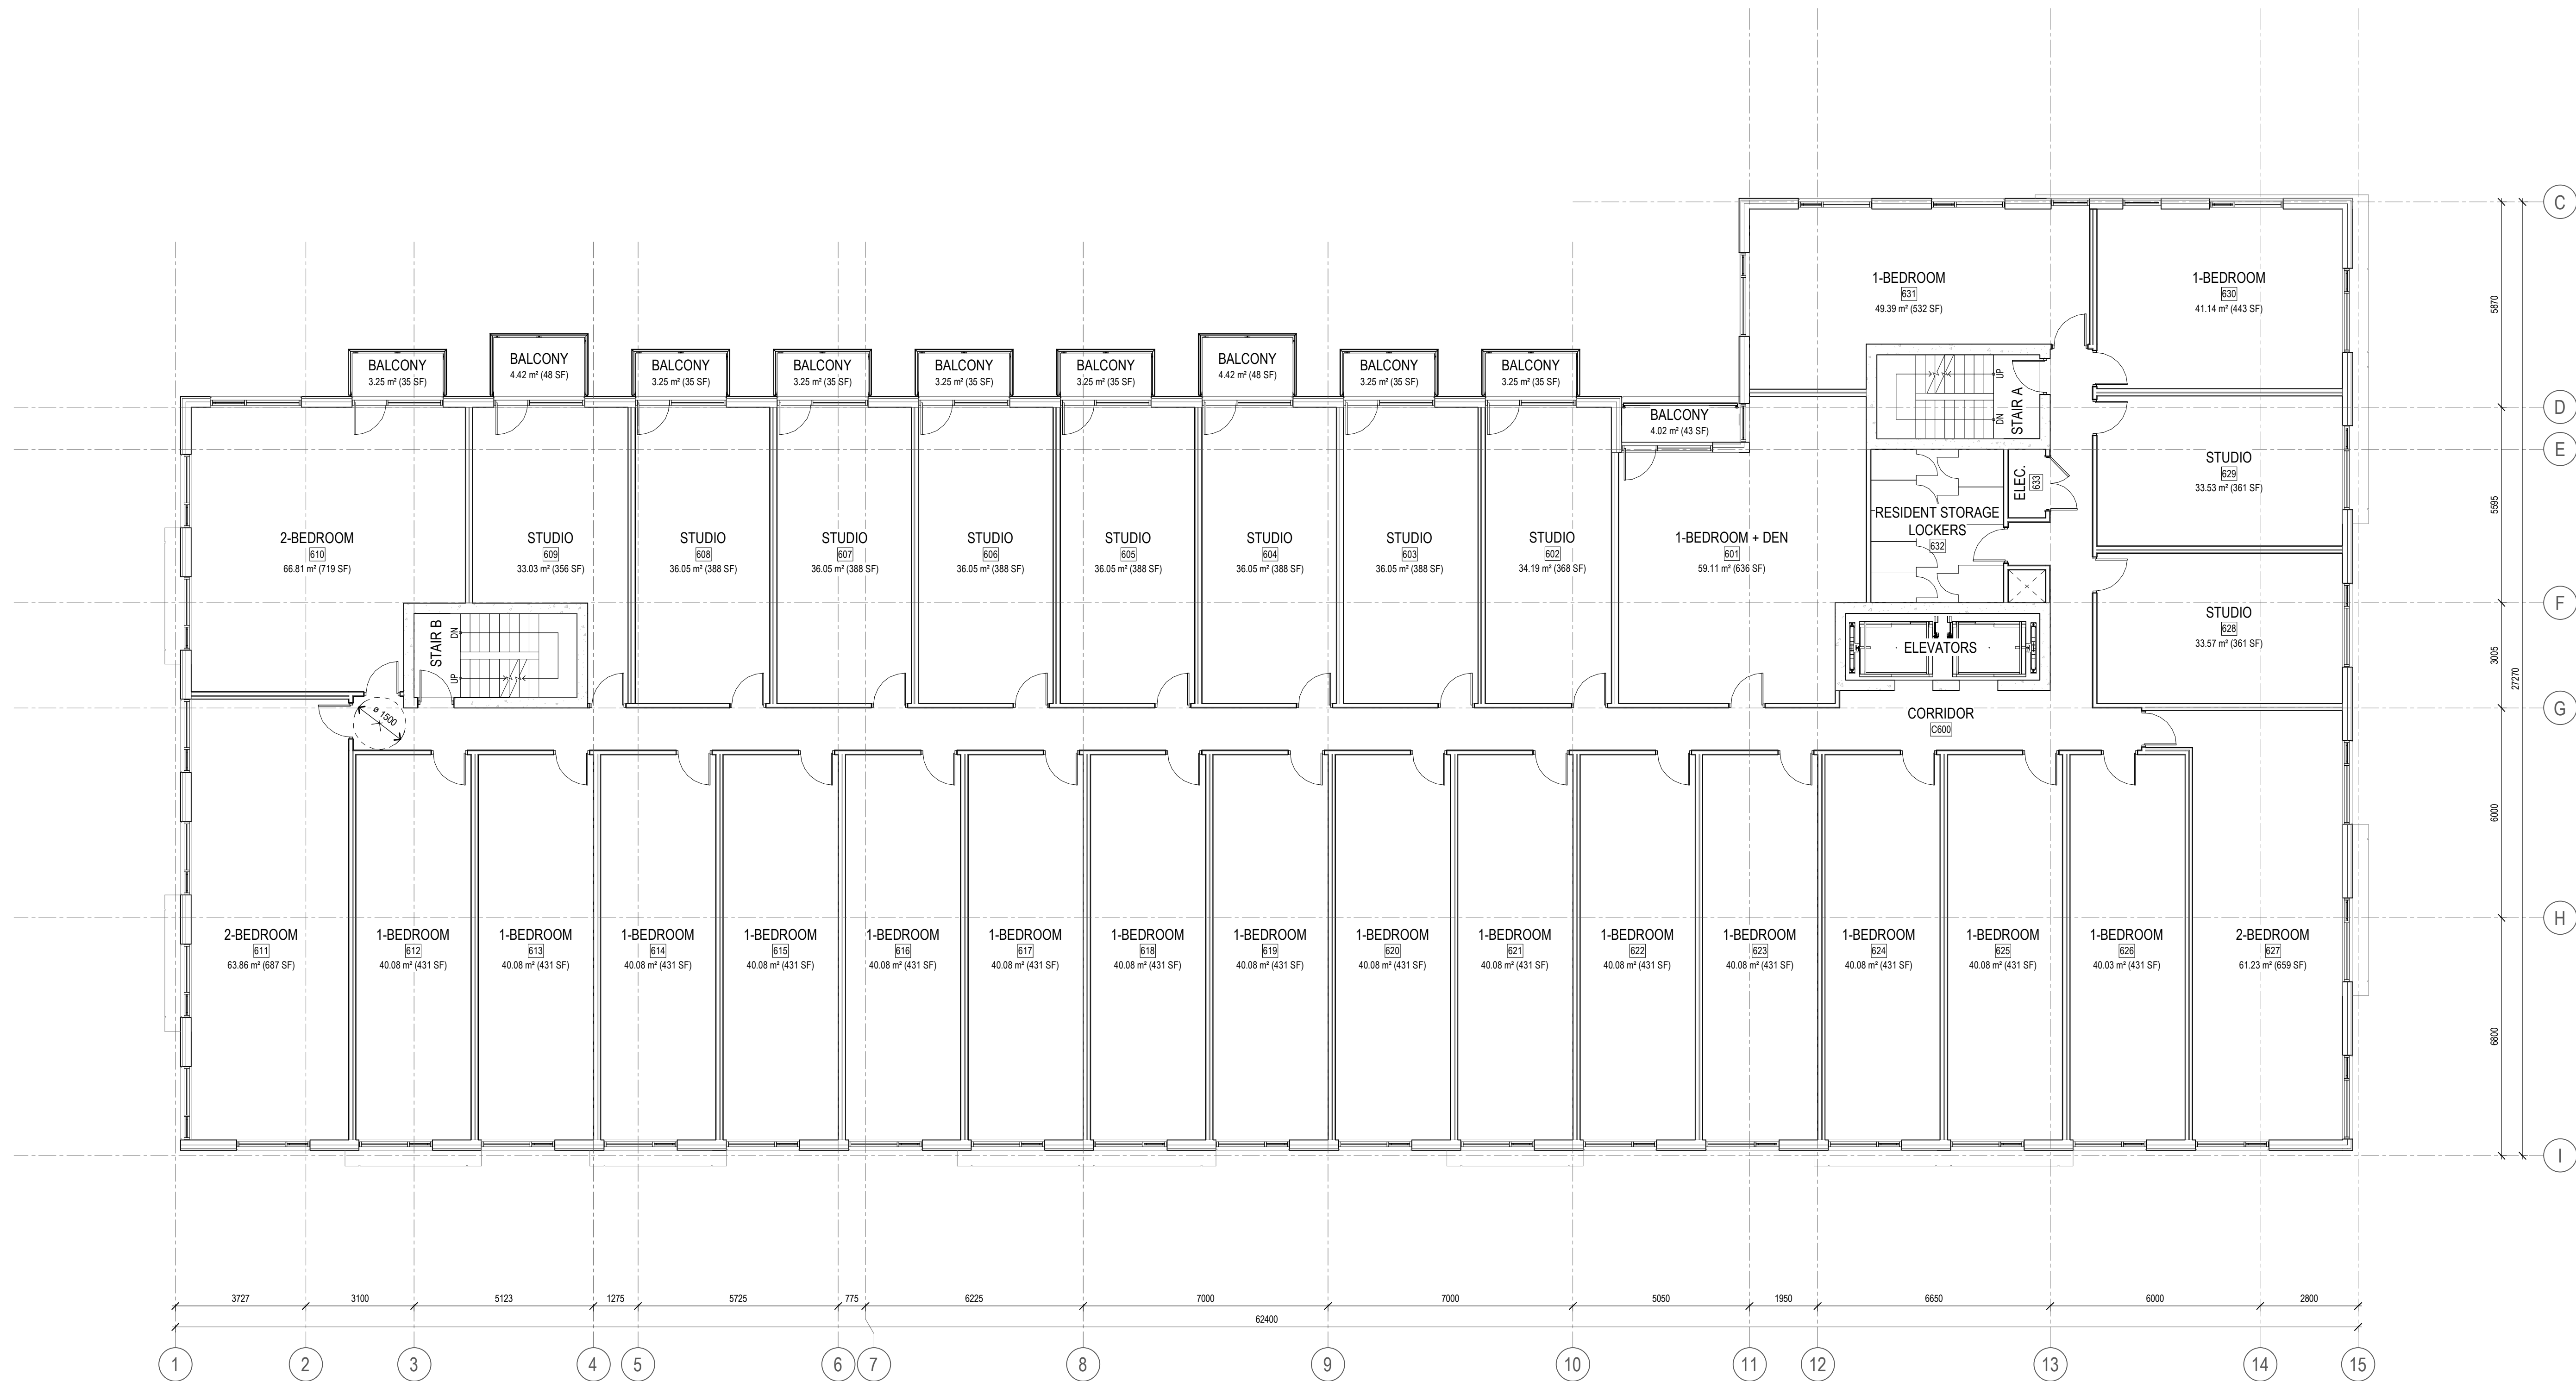 C
1-BEDROOM
631
49.39 m² (532 SF)
1-BEDROOM
630
41.14 m² (443 SF)
5870
BALCONY
3.25 m² (35 SF)
BALCONY
4.42 m² (48 SF)
BALCONY
3.25 m² (35 SF)
BALCONY
3.25 m² (35 SF)
BALCONY
3.25 m² (35 SF)
BALCONY
3.25 m² (35 SF)
BALCONY
4.42 m² (48 SF)
BALCONY
3.25 m² (35 SF)
BALCONY
3.25 m² (35 SF)
BALCONY
4.02 m² (43 SF)
UP
DN
STAIR A
D
E
STUDIO
629
33.53 m² (361 SF)
ELEC.
633
RESIDENT STORAGE
LOCKERS
632
5595
2-BEDROOM
610
66.81 m² (719 SF)
STUDIO
609
33.03 m² (356 SF)
STUDIO
608
36.05 m² (388 SF)
STUDIO
607
36.05 m² (388 SF)
STUDIO
606
36.05 m² (388 SF)
STUDIO
605
36.05 m² (388 SF)
STUDIO
604
36.05 m² (388 SF)
STUDIO
603
36.05 m² (388 SF)
STUDIO
602
34.19 m² (368 SF)
1-BEDROOM + DEN
601
59.11 m² (636 SF)
F
STUDIO
628
33.57 m² (361 SF)
STAIR B
DN
UP
ELEVATORS
3005
27270
ø 1500
CORRIDOR
C600
G
6000
H
2-BEDROOM
611
63.86 m² (687 SF)
1-BEDROOM
612
40.08 m² (431 SF)
1-BEDROOM
613
40.08 m² (431 SF)
1-BEDROOM
614
40.08 m² (431 SF)
1-BEDROOM
615
40.08 m² (431 SF)
1-BEDROOM
616
40.08 m² (431 SF)
1-BEDROOM
617
40.08 m² (431 SF)
1-BEDROOM
618
40.08 m² (431 SF)
1-BEDROOM
619
40.08 m² (431 SF)
1-BEDROOM
620
40.08 m² (431 SF)
1-BEDROOM
621
40.08 m² (431 SF)
1-BEDROOM
622
40.08 m² (431 SF)
1-BEDROOM
623
40.08 m² (431 SF)
1-BEDROOM
624
40.08 m² (431 SF)
1-BEDROOM
625
40.08 m² (431 SF)
1-BEDROOM
626
40.03 m² (431 SF)
2-BEDROOM
627
61.23 m² (659 SF)
6800
I
3727 3100 5123 1275 5725 775 6225 7000 7000 5050 1950 6650 6000 2800
62400
1 2 3 4 5 6 7 8 9 10 11 12 13 14 15